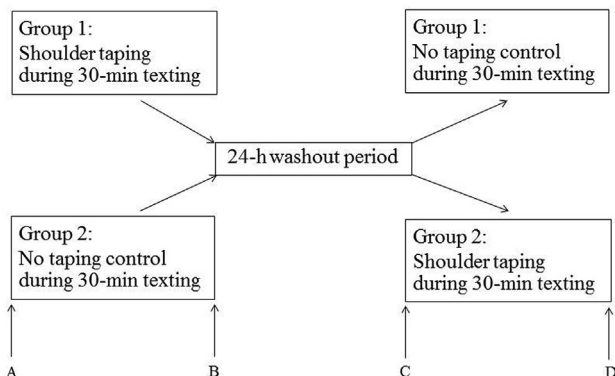 Group 1:
Shoulder taping
during 30-min texting
Group 1:
No taping control
during 30-min texting
24-h washout period
Group 2:
No taping control
during 30-min texting
Group 2:
Shoulder taping
during 30-min texting
A
B
C
D